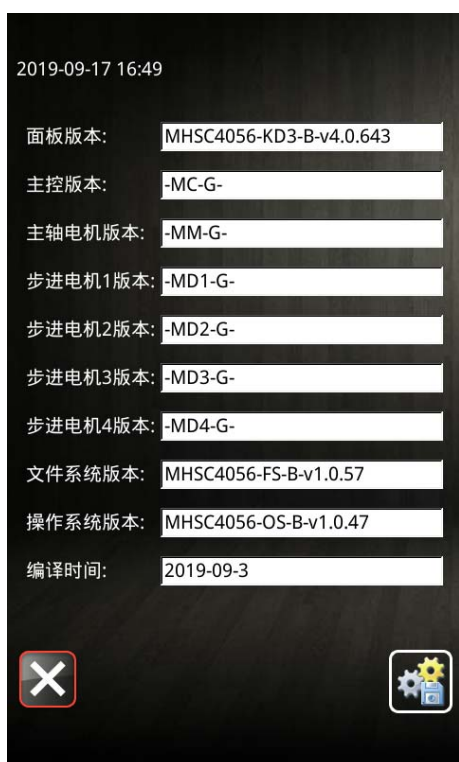 2019-09-17 16:49
面板版本: MHSC4056-KD3-B-v4.0.643
主控版本: -MC-G-
主轴电机版本: -MM-G-
步进电机1版本: -MD1-G-
步进电机2版本: -MD2-G-
步进电机3版本: -MD3-G-
步进电机4版本: -MD4-G-
文件系统版本: MHSC4056-FS-B-v1.0.57
操作系统版本: MHSC4056-OS-B-v1.0.47
编译时间: 2019-09-3